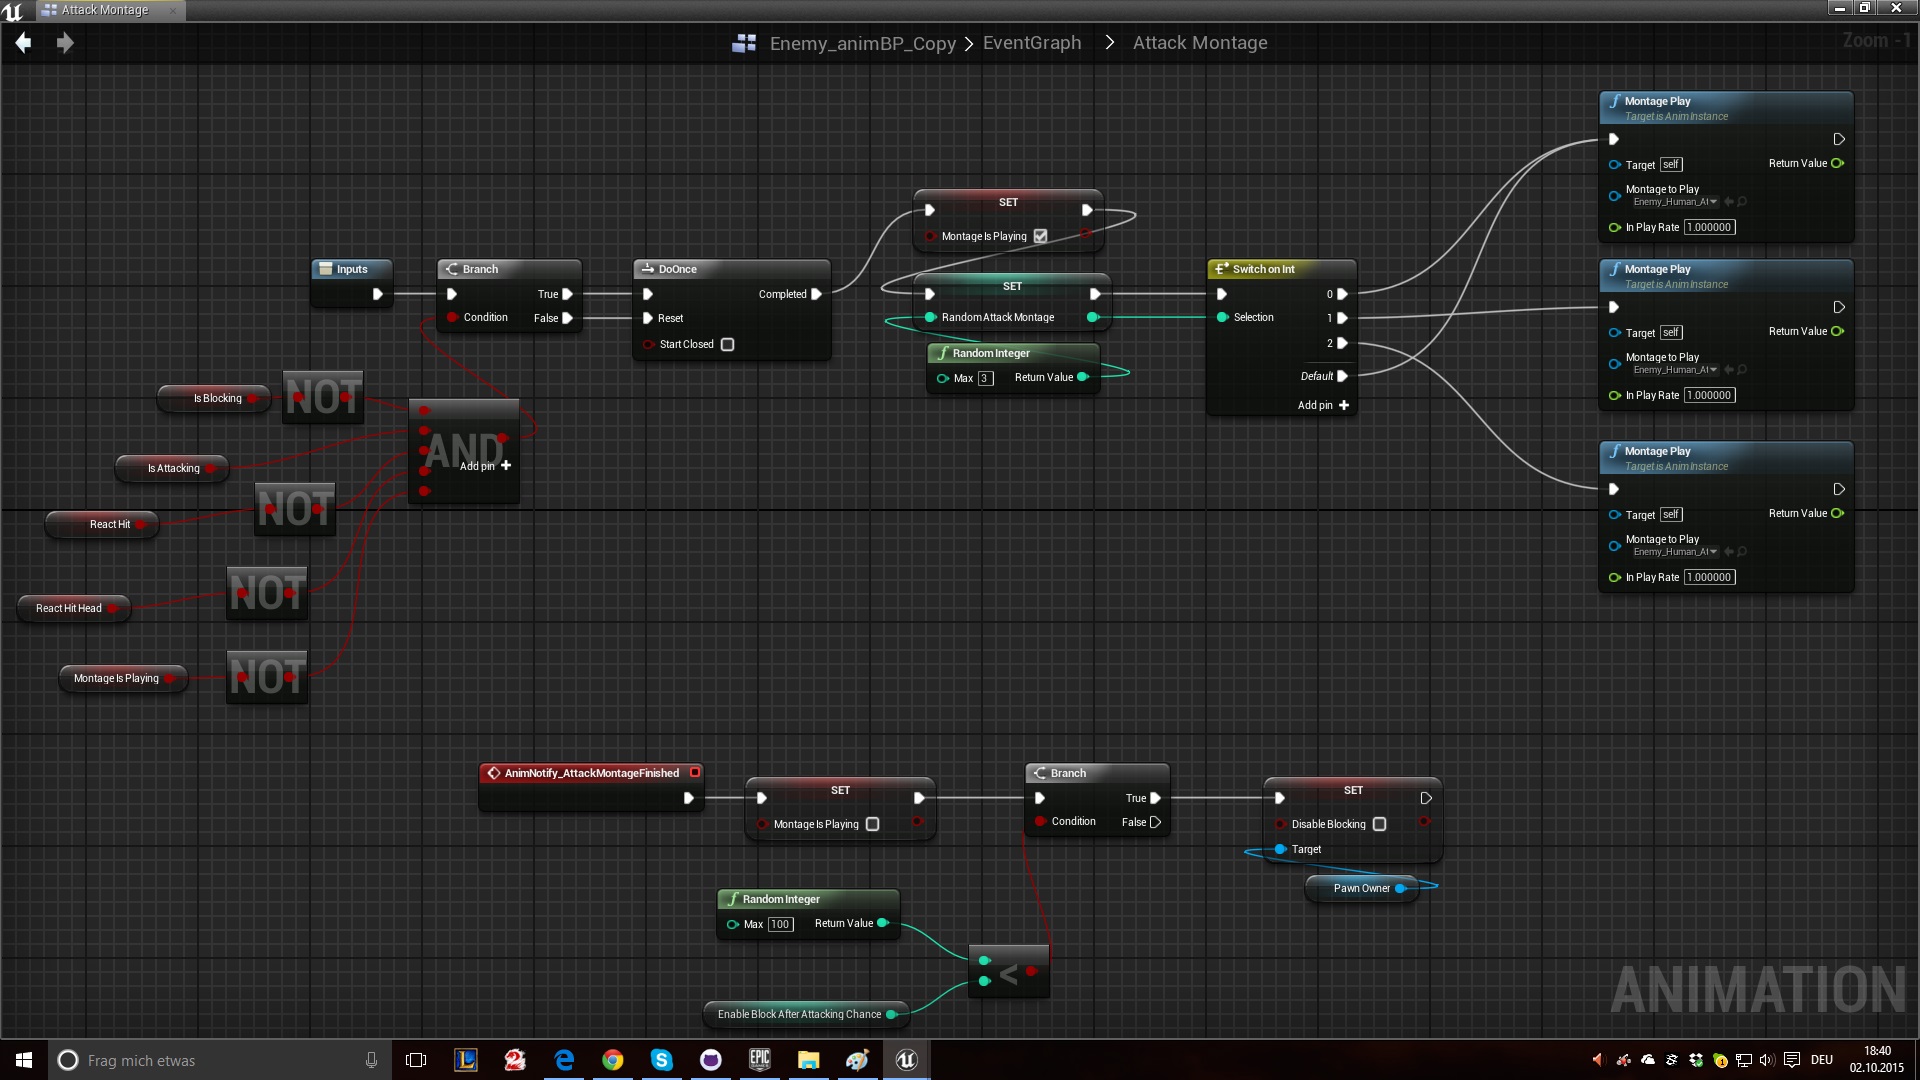 Attack Montage
Enemy_animBP_Copy > EventGraph > Attack Montage
Zoom -1
Montage Play
Target is Anim Instance
Target self
Return Value
Montage to Play
Enemy_Human_At
In Play Rate 1.000000
SET
Montage Is Playing
Inputs
Branch
True
Condition
False
DoOnce
Completed
Reset
Start Closed
SET
Random Attack Montage
Random Integer
Max 3
Return Value
Switch on Int
0
Selection
1
2
Default
Add pin
Montage Play
Target is Anim Instance
Target self
Return Value
Montage to Play
Enemy_Human_At
In Play Rate 1.000000
Montage Play
Target is Anim Instance
Target self
Return Value
Montage to Play
Enemy_Human_At
In Play Rate 1.000000
Is Blocking
NOT
AND
Add pin
Is Attacking
React Hit
NOT
React Hit Head
NOT
Montage Is Playing
NOT
AnimNotify_AttackMontageFinished
SET
Montage Is Playing
Branch
True
Condition
False
SET
Disable Blocking
Target
Pawn Owner
Random Integer
Max 100
Return Value
<
Enable Block After Attacking Chance
ANIMATION
Frag mich etwas
EPIC
DEU
18:40
02.10.2015